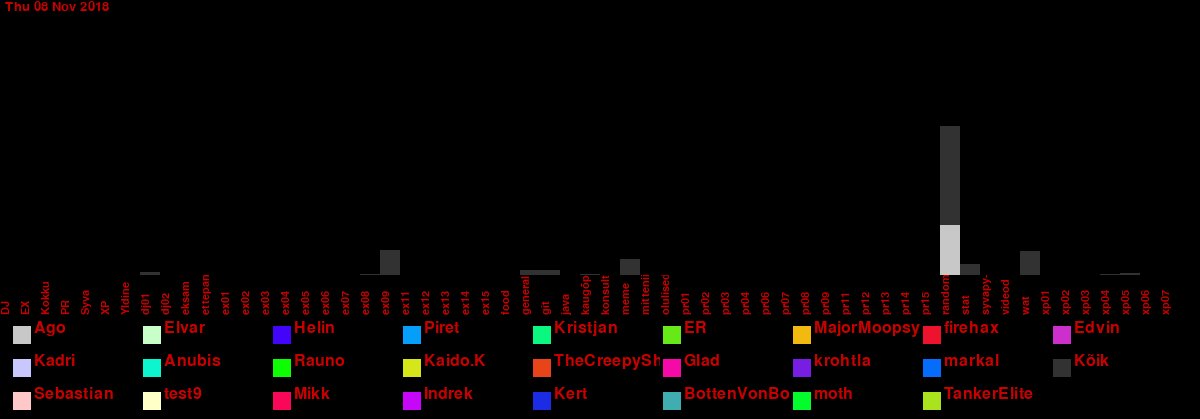 Thu 08 Nov 2018
DJ
EX
Kokku
PR
Syva
XP
Yldine
dj01
dj02
eksam
ettepan
ex01
ex02
ex03
ex04
ex05
ex06
ex07
ex08
ex09
ex11
ex12
ex13
ex14
ex15
food
general
git
java
kaugõp
konsult
meme
mittenii
olulised
pr01
pr02
pr03
pr04
pr06
pr07
pr08
pr09
pr11
pr12
pr13
pr14
pr15
random
stat
syvapy-
videod
wat
xp01
xp02
xp03
xp04
xp05
xp06
xp07
Ago Elvar Helin Piret Kristjan ER MajorMoopsy firehax Edvin
Kadri Anubis Rauno Kaido.K TheCreepySh Glad krohtla markal Kõik
Sebastian test9 Mikk Indrek Kert BottenVonBo moth TankerElite